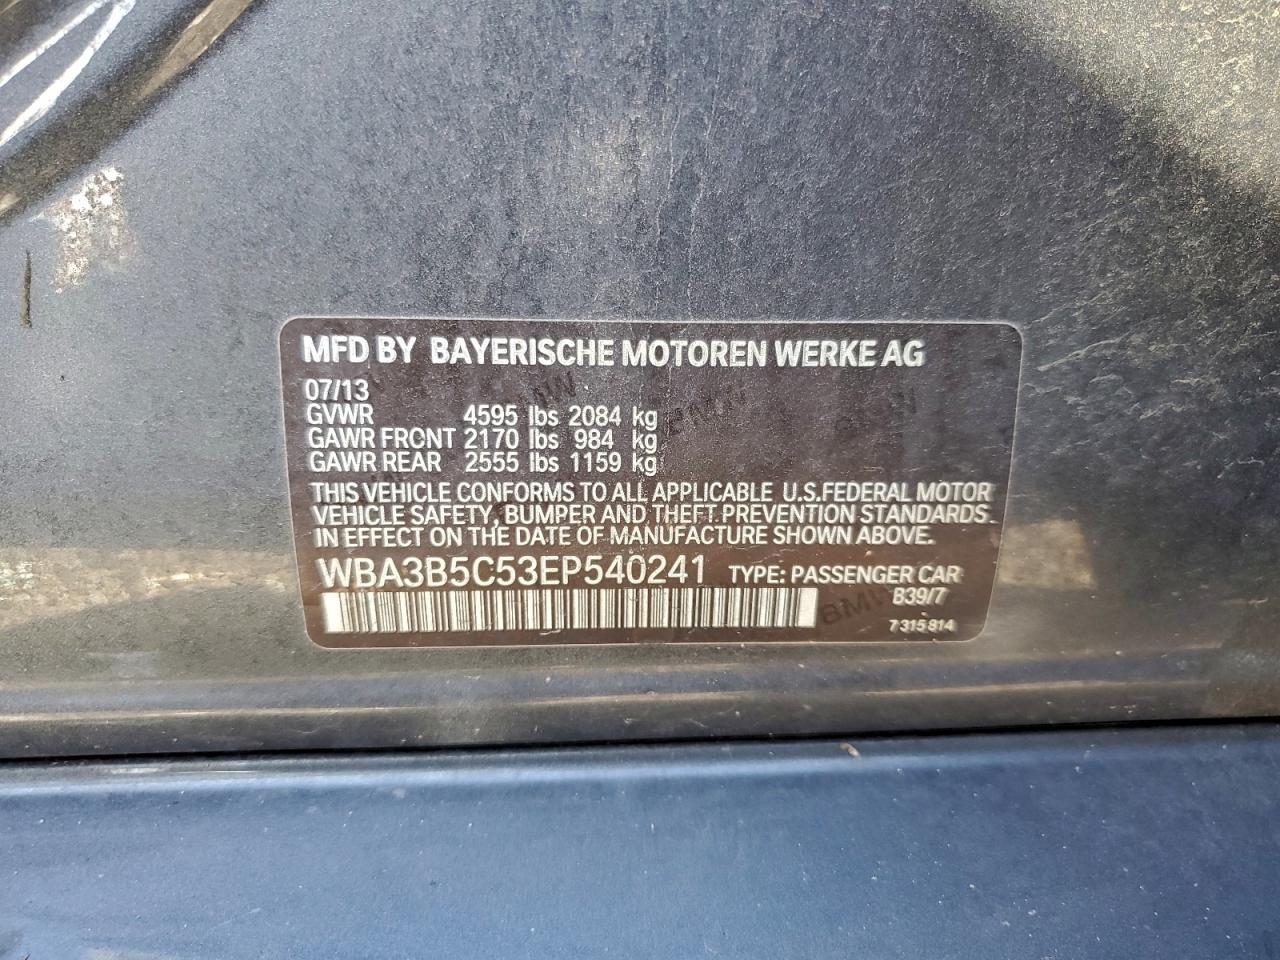 MFD BY BAYERISCHE MOTOREN WERKE AG
07/13
GVWR 4595 lbs 2084 kg
GAWR FRONT 2170 lbs 984 kg
GAWR REAR 2555 lbs 1159 kg
THIS VEHICLE CONFORMS TO ALL APPLICABLE U.S.FEDERAL MOTOR
VEHICLE SAFETY, BUMPER AND THEFT PREVENTION STANDARDS
IN EFFECT ON THE DATE OF MANUFACTURE SHOWN ABOVE.
WBA3B5C53EP540241 TYPE: PASSENGER CAR
B39/7
7 315 814